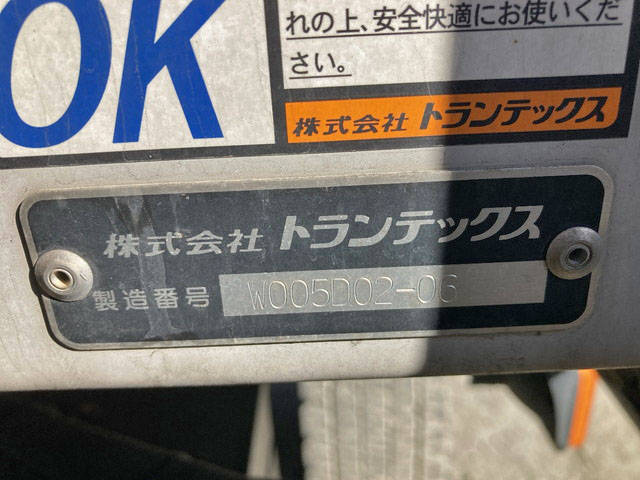 OK
れの上、安全快適にお使いくだ
さい。
株式会社 トランテックス
株式会社 トランテックス
製造番号 W005D02-06